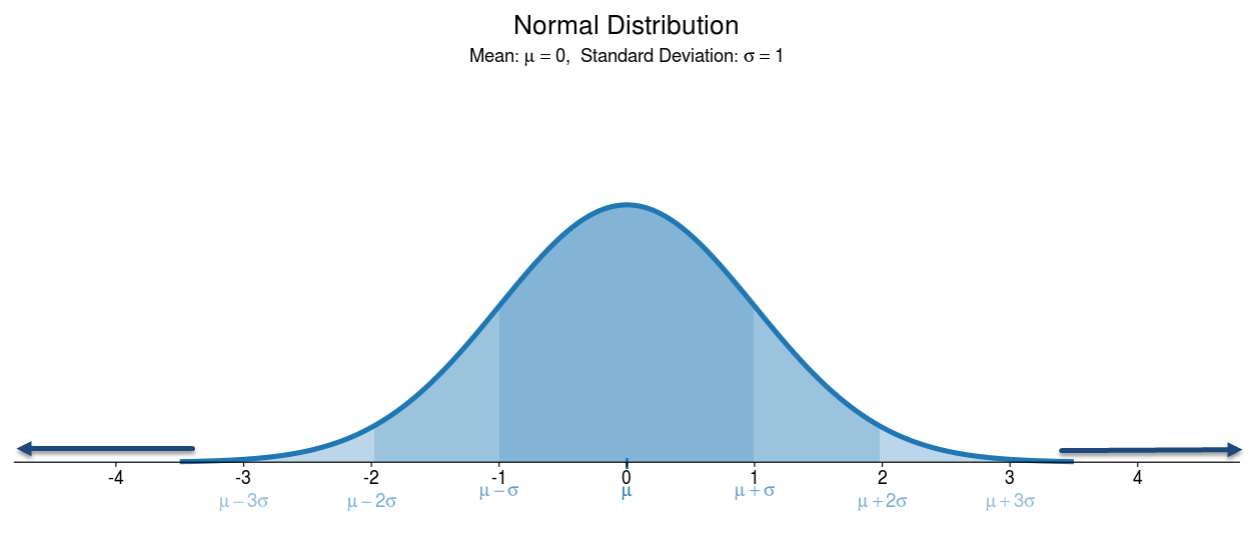 Normal Distribution
Mean: μ = 0,  Standard Deviation: σ = 1
-4 -3 -2 -1 0 1 2 3 4
μ − 3σ μ − 2σ μ − σ μ μ + σ μ + 2σ μ + 3σ